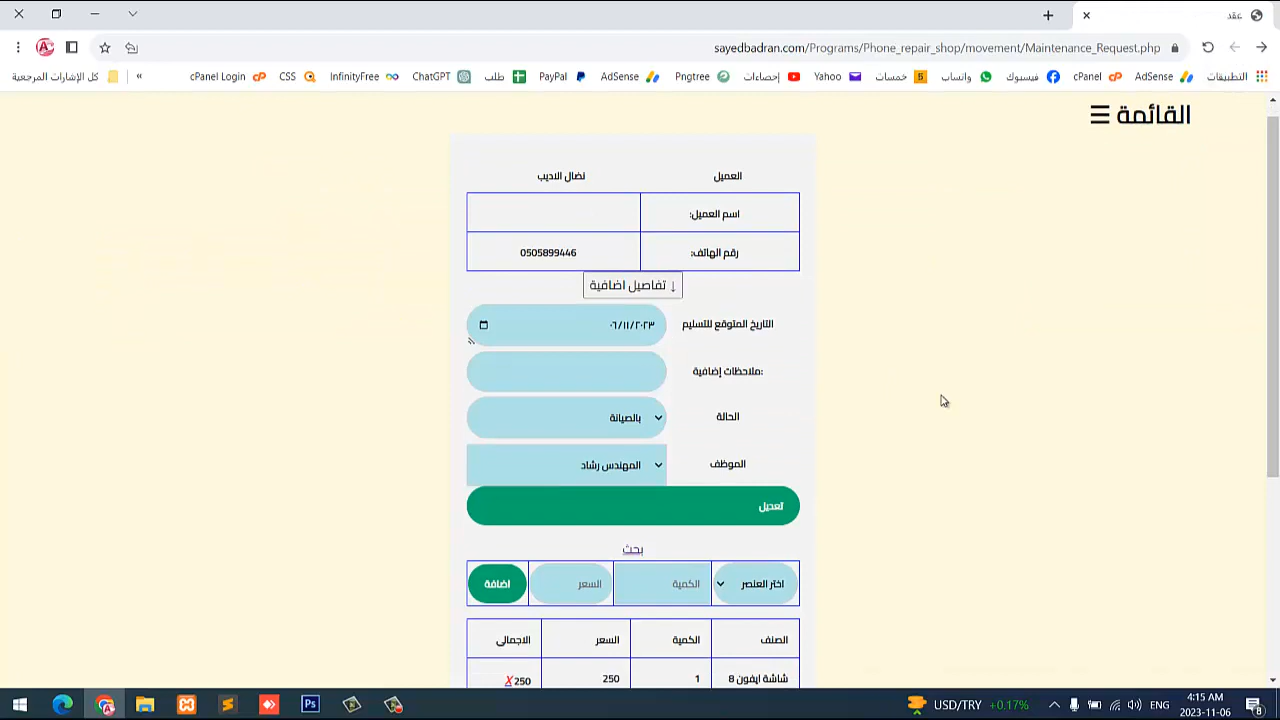 عقد
sayedbadran.com/Programs/Phone_repair_shop/movement/Maintenance_Request.php
التطبيقات AdSense cPanel فيسبوك واتساب خمسات Yahoo إحصاءات Pngtree AdSense PayPal طلب ChatGPT InfinityFree CSS cPanel Login » كل الإشارات المرجعية
القائمة ☰
العميل نضال الاديب
اسم العميل:
رقم الهاتف: 0505899446
↓ تفاصيل اضافية
التاريخ المتوقع للتسليم ٠٦/١١/٢٠٢٣
:ملاحظات إضافية
الحالة بالصيانة
الموظف المهندس رشاد
تعديل
بحث
اختر العنصر الكمية السعر اضافة
الصنف الكمية السعر الاجمالي
شاشة ايفون 8 1 250 250 X
USD/TRY +0.17% ENG 4:15 AM
2023-11-06 8